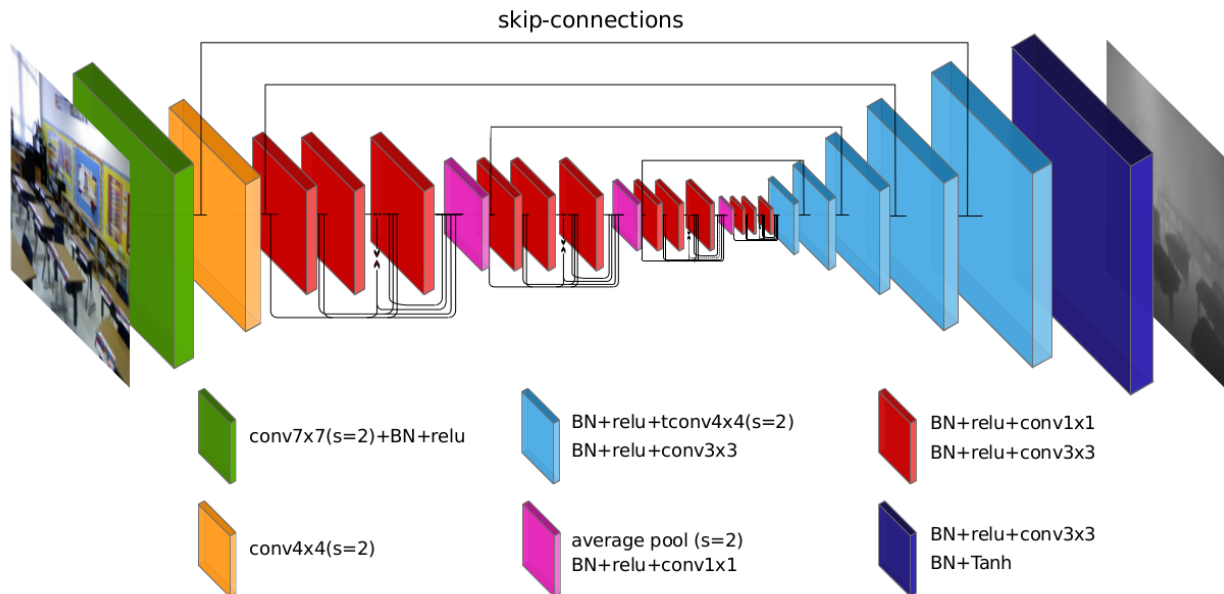 skip-connections
conv7x7(s=2)+BN+relu
BN+relu+tconv4x4(s=2)
BN+relu+conv3x3
BN+relu+conv1x1
BN+relu+conv3x3
conv4x4(s=2)
average pool (s=2)
BN+relu+conv1x1
BN+relu+conv3x3
BN+Tanh